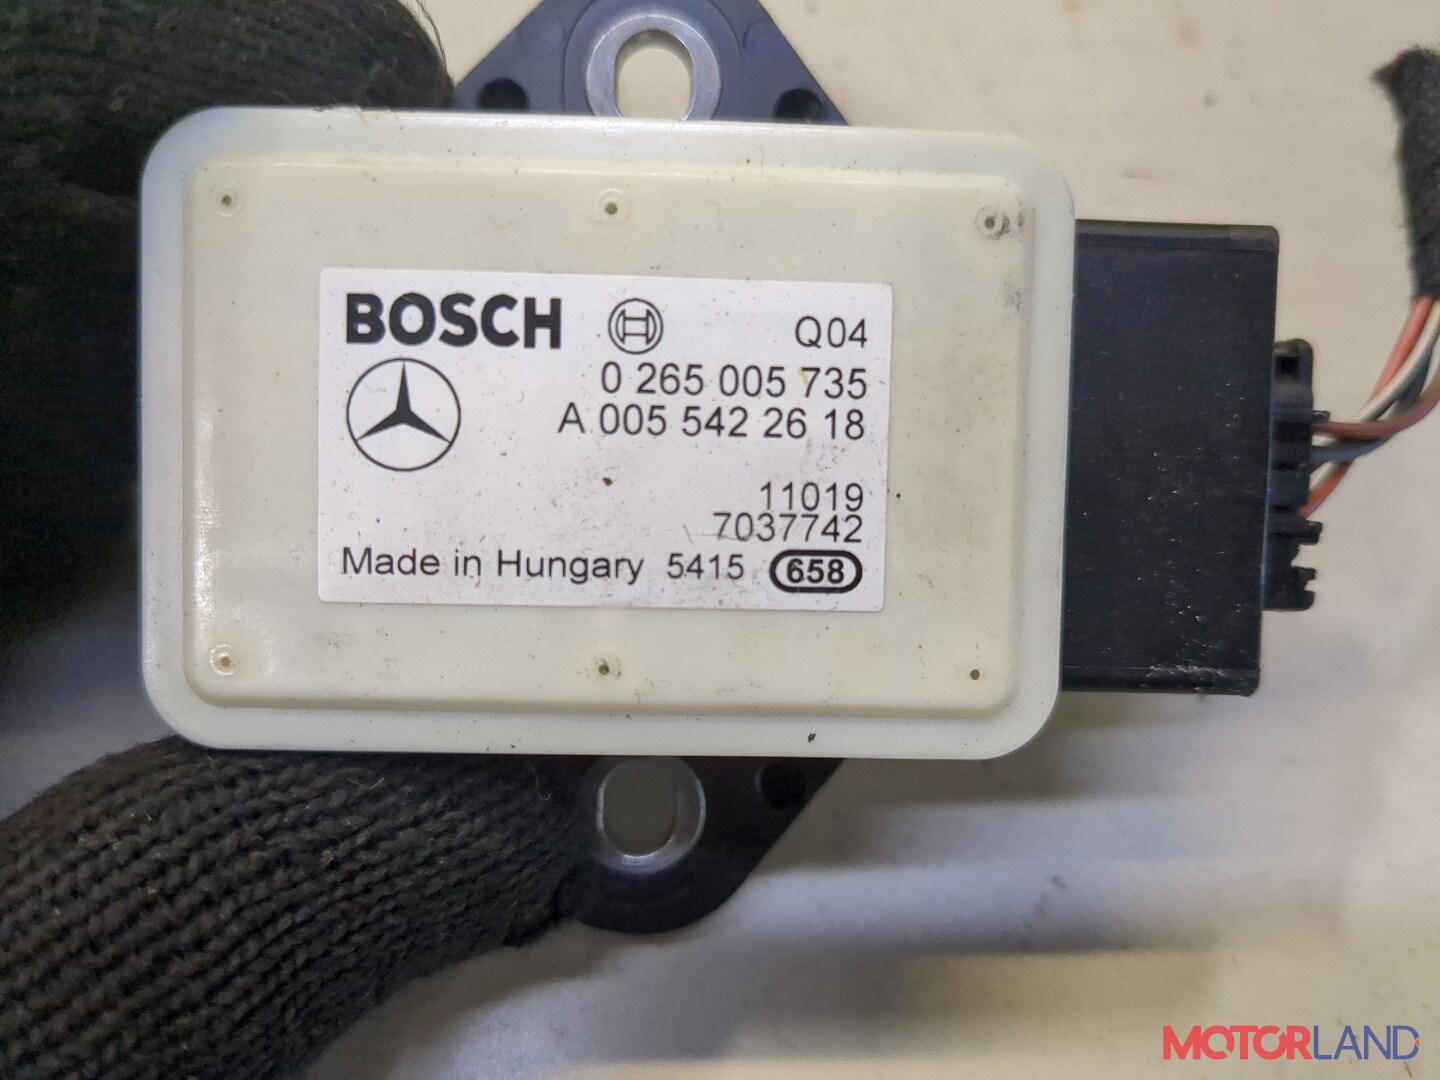 BOSCH Q04
0 265 005 735
A 005 542 26 18
11019
7037742
Made in Hungary 5415 658
MOTORLAND